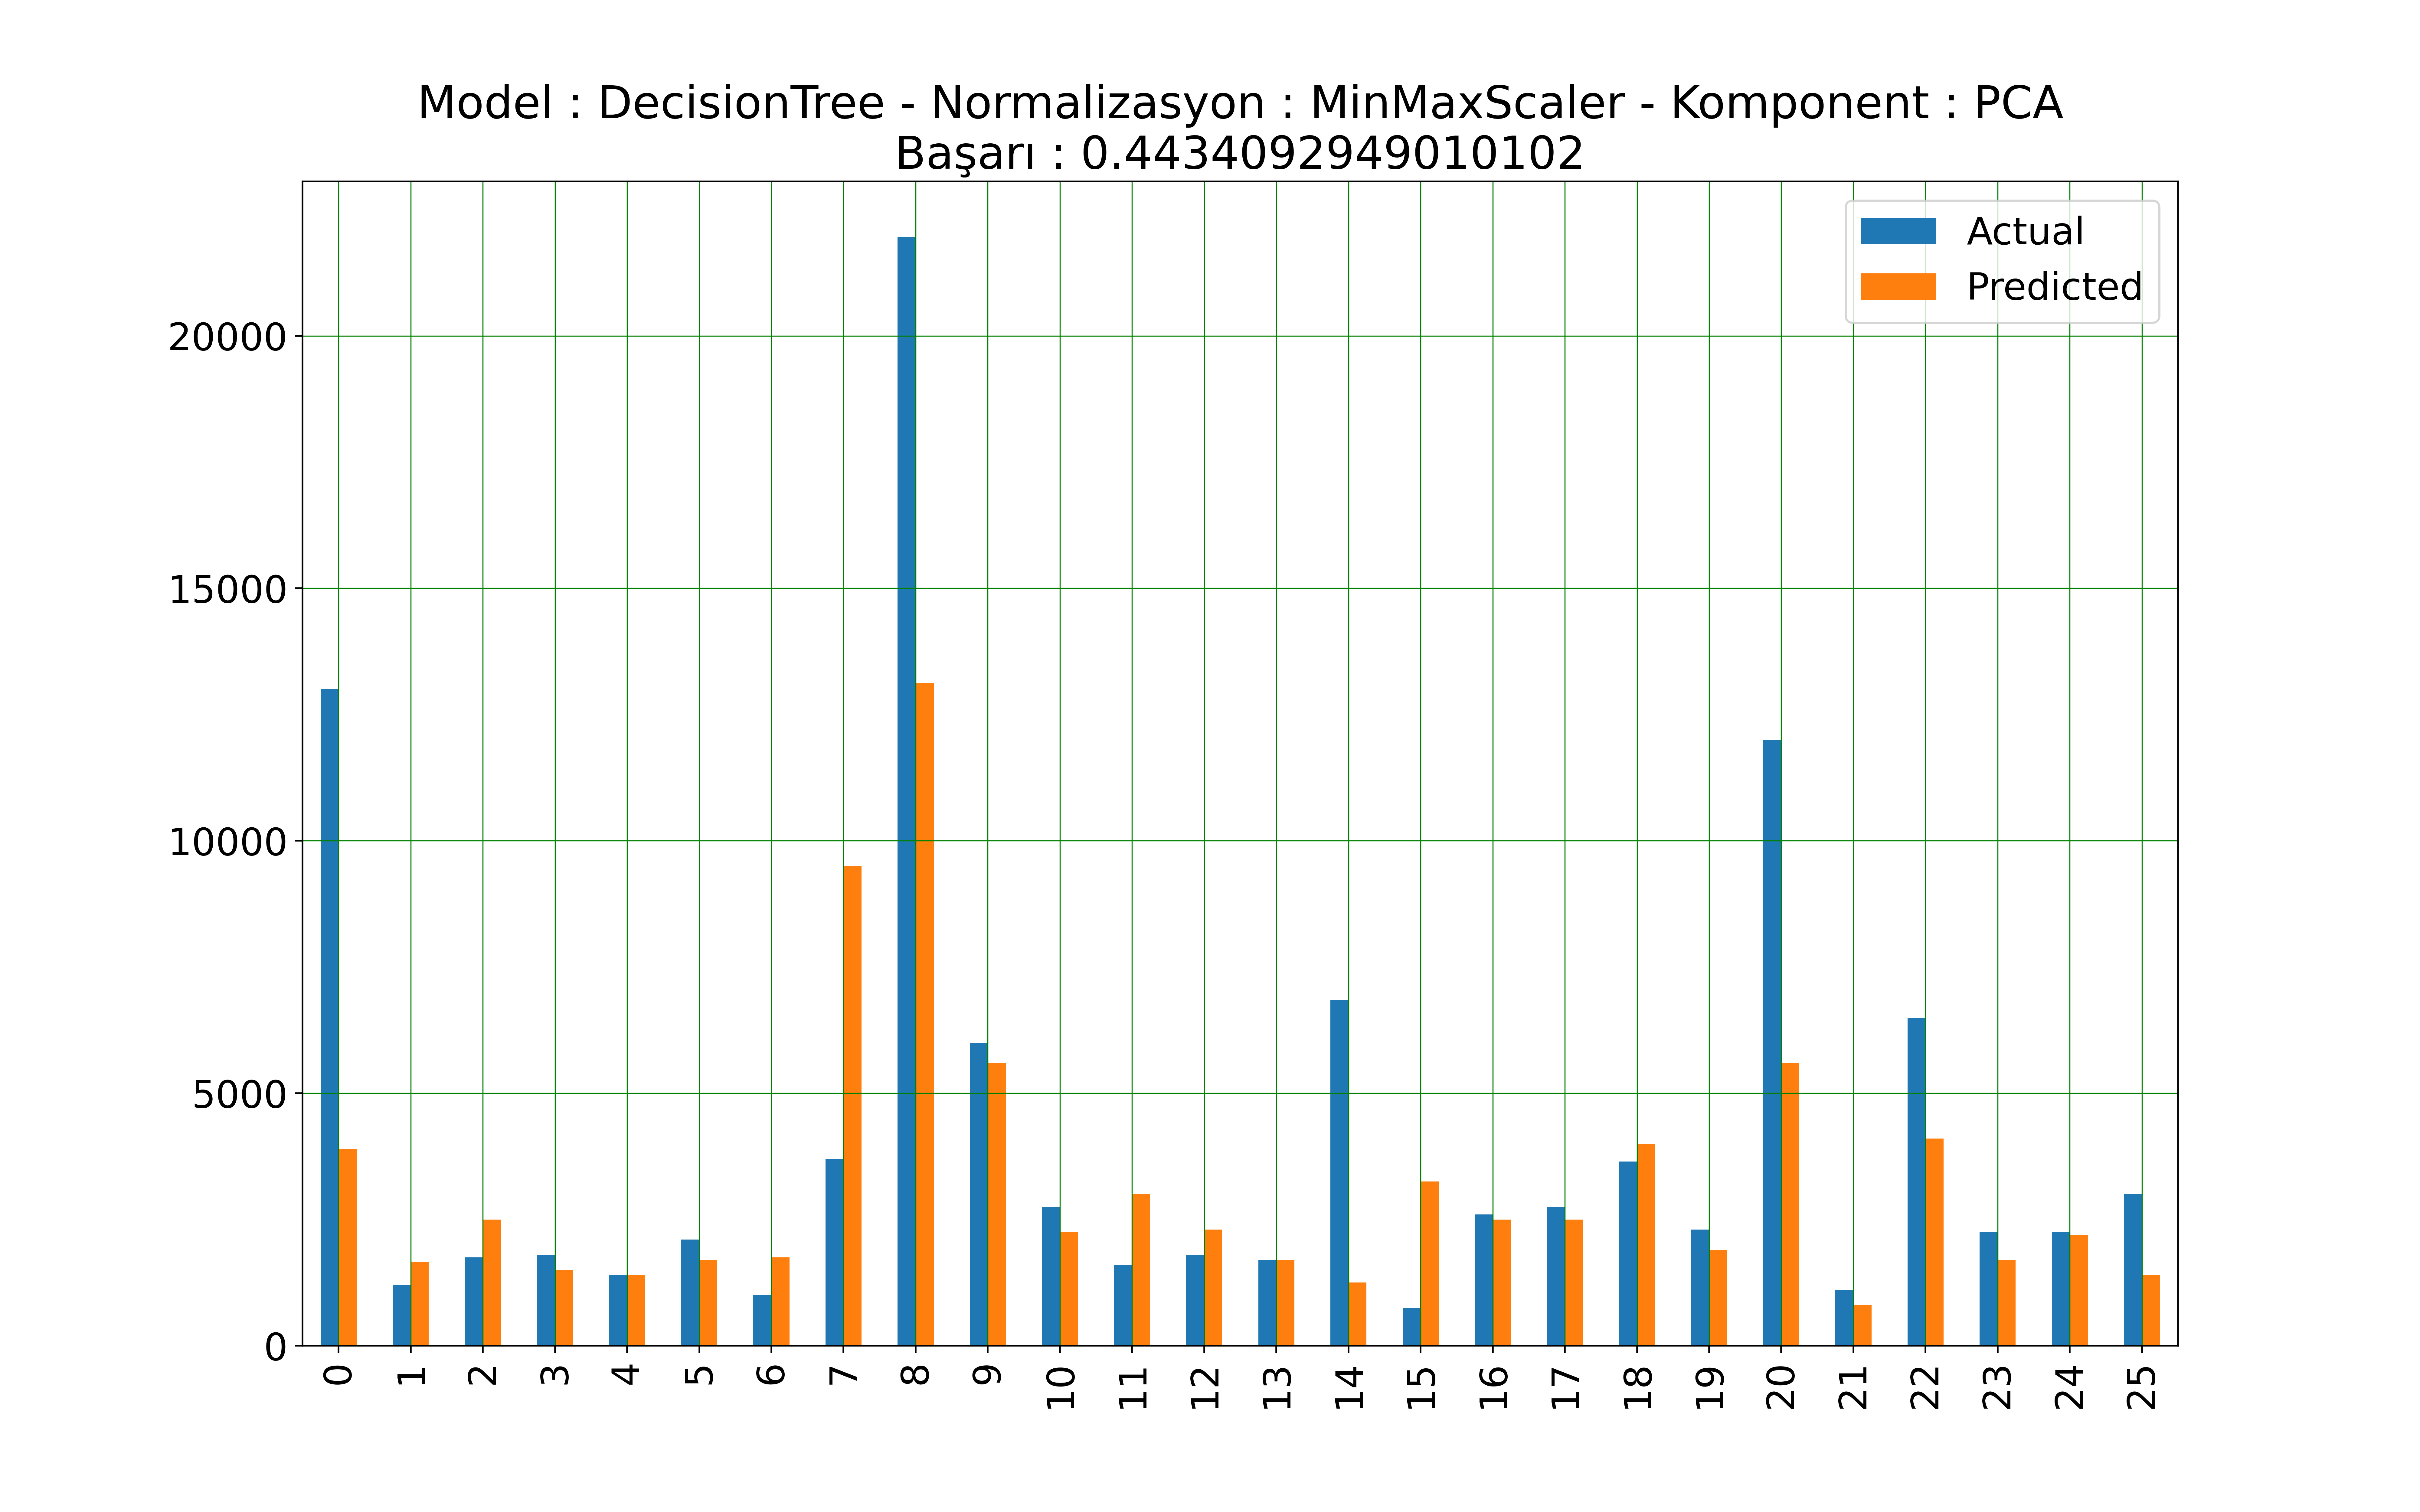 Model : DecisionTree - Normalizasyon : MinMaxScaler - Komponent : PCA
Başarı : 0.4434092949010102
Actual
Predicted
20000
15000
10000
5000
0
0 1 2 3 4 5 6 7 8 9 10 11 12 13 14 15 16 17 18 19 20 21 22 23 24 25